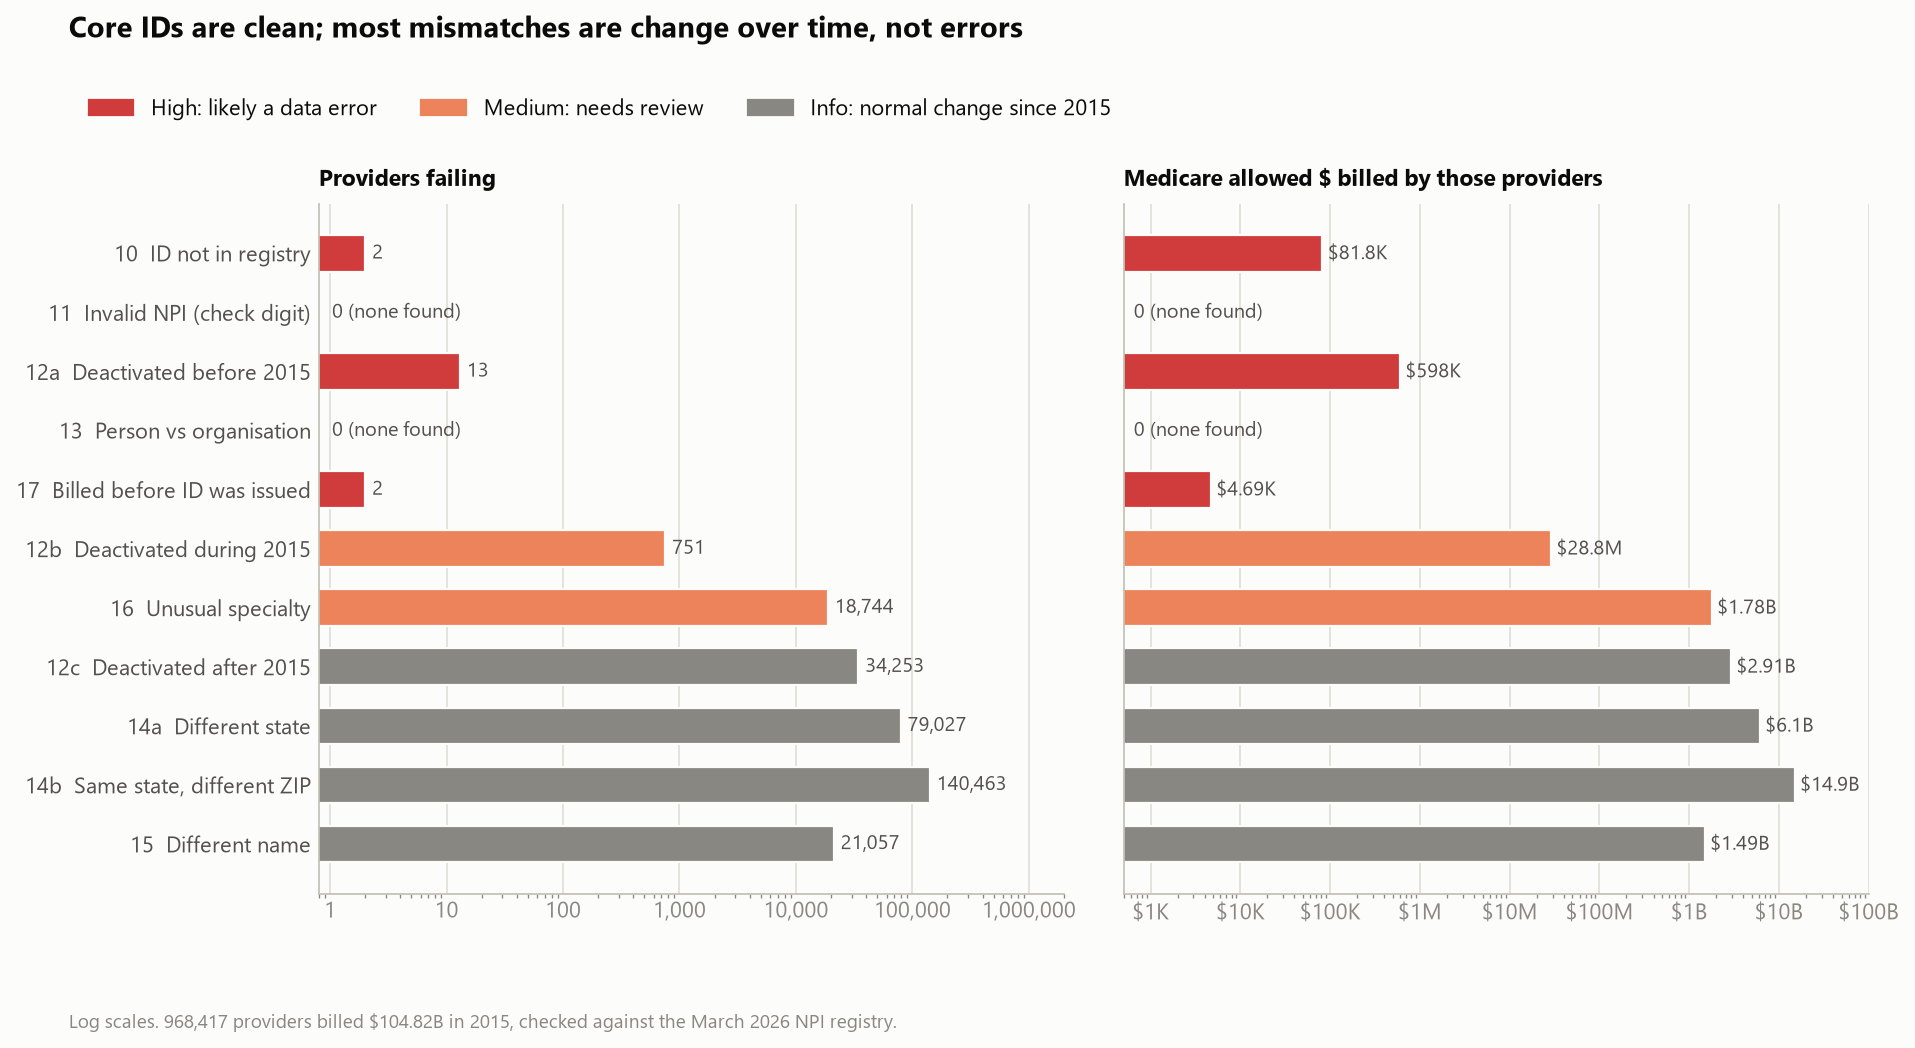 Core IDs are clean; most mismatches are change over time, not errors
High: likely a data error
Medium: needs review
Info: normal change since 2015
Providers failing
Medicare allowed $ billed by those providers
10 ID not in registry
2
$81.8K
11 Invalid NPI (check digit)
0 (none found)
0 (none found)
12a Deactivated before 2015
13
$598K
13 Person vs organisation
0 (none found)
0 (none found)
17 Billed before ID was issued
2
$4.69K
12b Deactivated during 2015
751
$28.8M
16 Unusual specialty
18,744
$1.78B
12c Deactivated after 2015
34,253
$2.91B
14a Different state
79,027
$6.1B
14b Same state, different ZIP
140,463
$14.9B
15 Different name
21,057
$1.49B
1 10 100 1,000 10,000 100,000 1,000,000
$1K $10K $100K $1M $10M $100M $1B $10B $100B
Log scales. 968,417 providers billed $104.82B in 2015, checked against the March 2026 NPI registry.